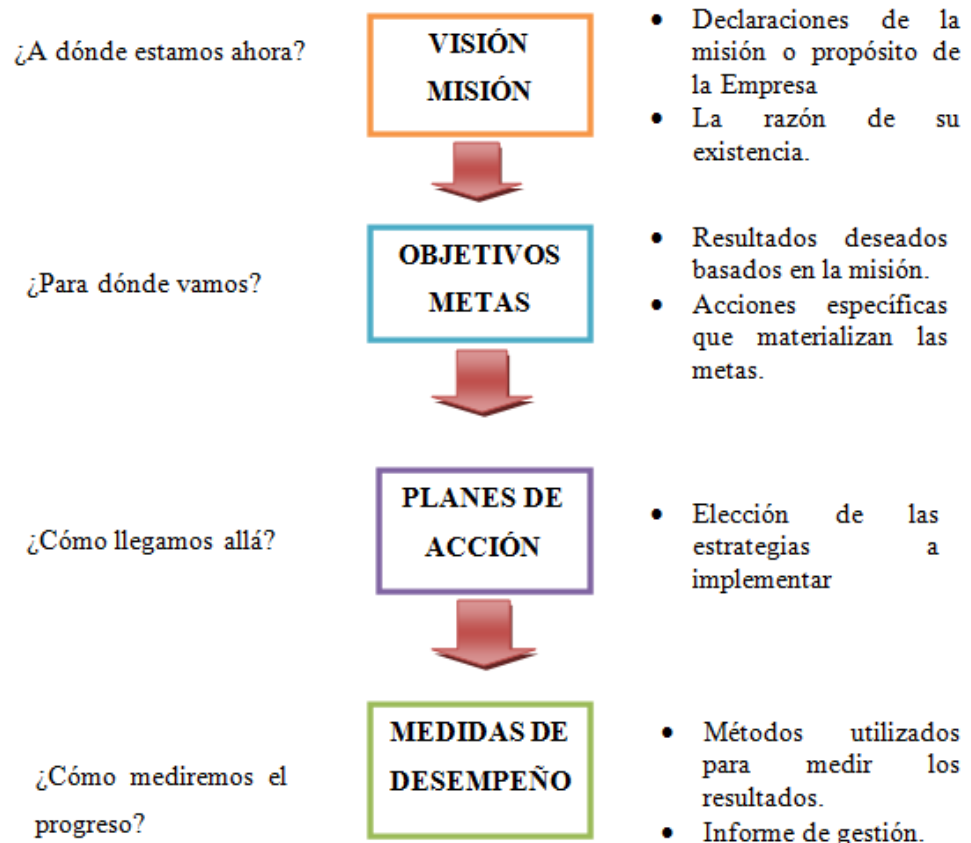 ¿A dónde estamos ahora?
VISIÓN
MISIÓN
• Declaraciones de la
misión o propósito de
la Empresa
• La razón de su
existencia.
¿Para dónde vamos?
OBJETIVOS
METAS
• Resultados deseados
basados en la misión.
• Acciones específicas
que materializan las
metas.
¿Cómo llegamos allá?
PLANES DE
ACCIÓN
• Elección de las
estrategias a
implementar
¿Cómo mediremos el
progreso?
MEDIDAS DE
DESEMPEÑO
• Métodos utilizados
para medir los
resultados.
• Informe de gestión.